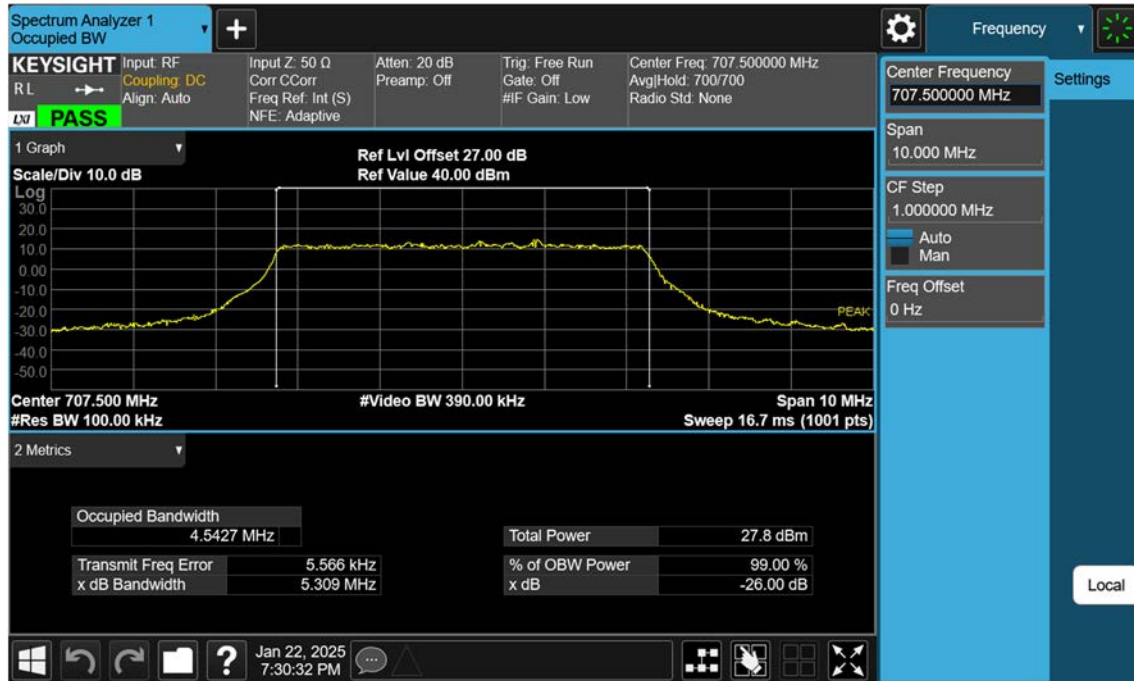 Spectrum Analyzer 1
Occupied BW
Frequency
KEYSIGHT
RL
LXI PASS
Input: RF
Coupling: DC
Align: Auto
Input Z: 50 Ω
Corr CCorr
Freq Ref: Int (S)
NFE: Adaptive
Atten: 20 dB
Preamp: Off
Trig: Free Run
Gate: Off
#IF Gain: Low
Center Freq: 707.500000 MHz
Avg|Hold: 700/700
Radio Std: None
Center Frequency
707.500000 MHz
Settings
Span
10.000 MHz
CF Step
1.000000 MHz
Auto
Man
Freq Offset
0 Hz
Local
1 Graph
Scale/Div 10.0 dB
Ref Lvl Offset 27.00 dB
Ref Value 40.00 dBm
Log
30.0
20.0
10.0
0.00
-10.0
-20.0
-30.0
-40.0
-50.0
PEAK
Center 707.500 MHz
#Video BW 390.00 kHz
Span 10 MHz
#Res BW 100.00 kHz
Sweep 16.7 ms (1001 pts)
2 Metrics
Occupied Bandwidth
4.5427 MHz
Total Power 27.8 dBm
Transmit Freq Error 5.566 kHz
% of OBW Power 99.00 %
x dB Bandwidth 5.309 MHz
x dB -26.00 dB
?
Jan 22, 2025
7:30:32 PM